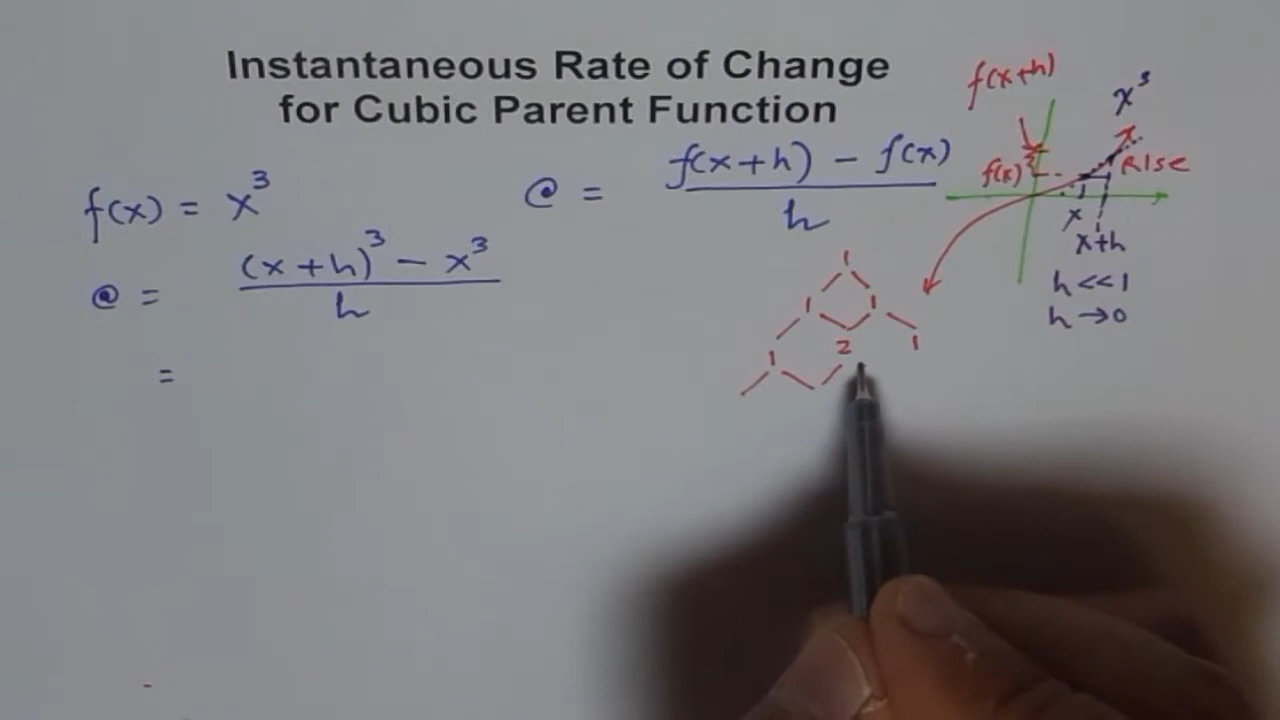 Instantaneous Rate of Change
for Cubic Parent Function
f(x) = x³
@ = (x+h)³ - x³ / h
=
@ = f(x+h) - f(x) / h
1
1 1
1 2 1
f(x+h)
x³
f(x)
RISE
x
x+h
h<<1
h→0